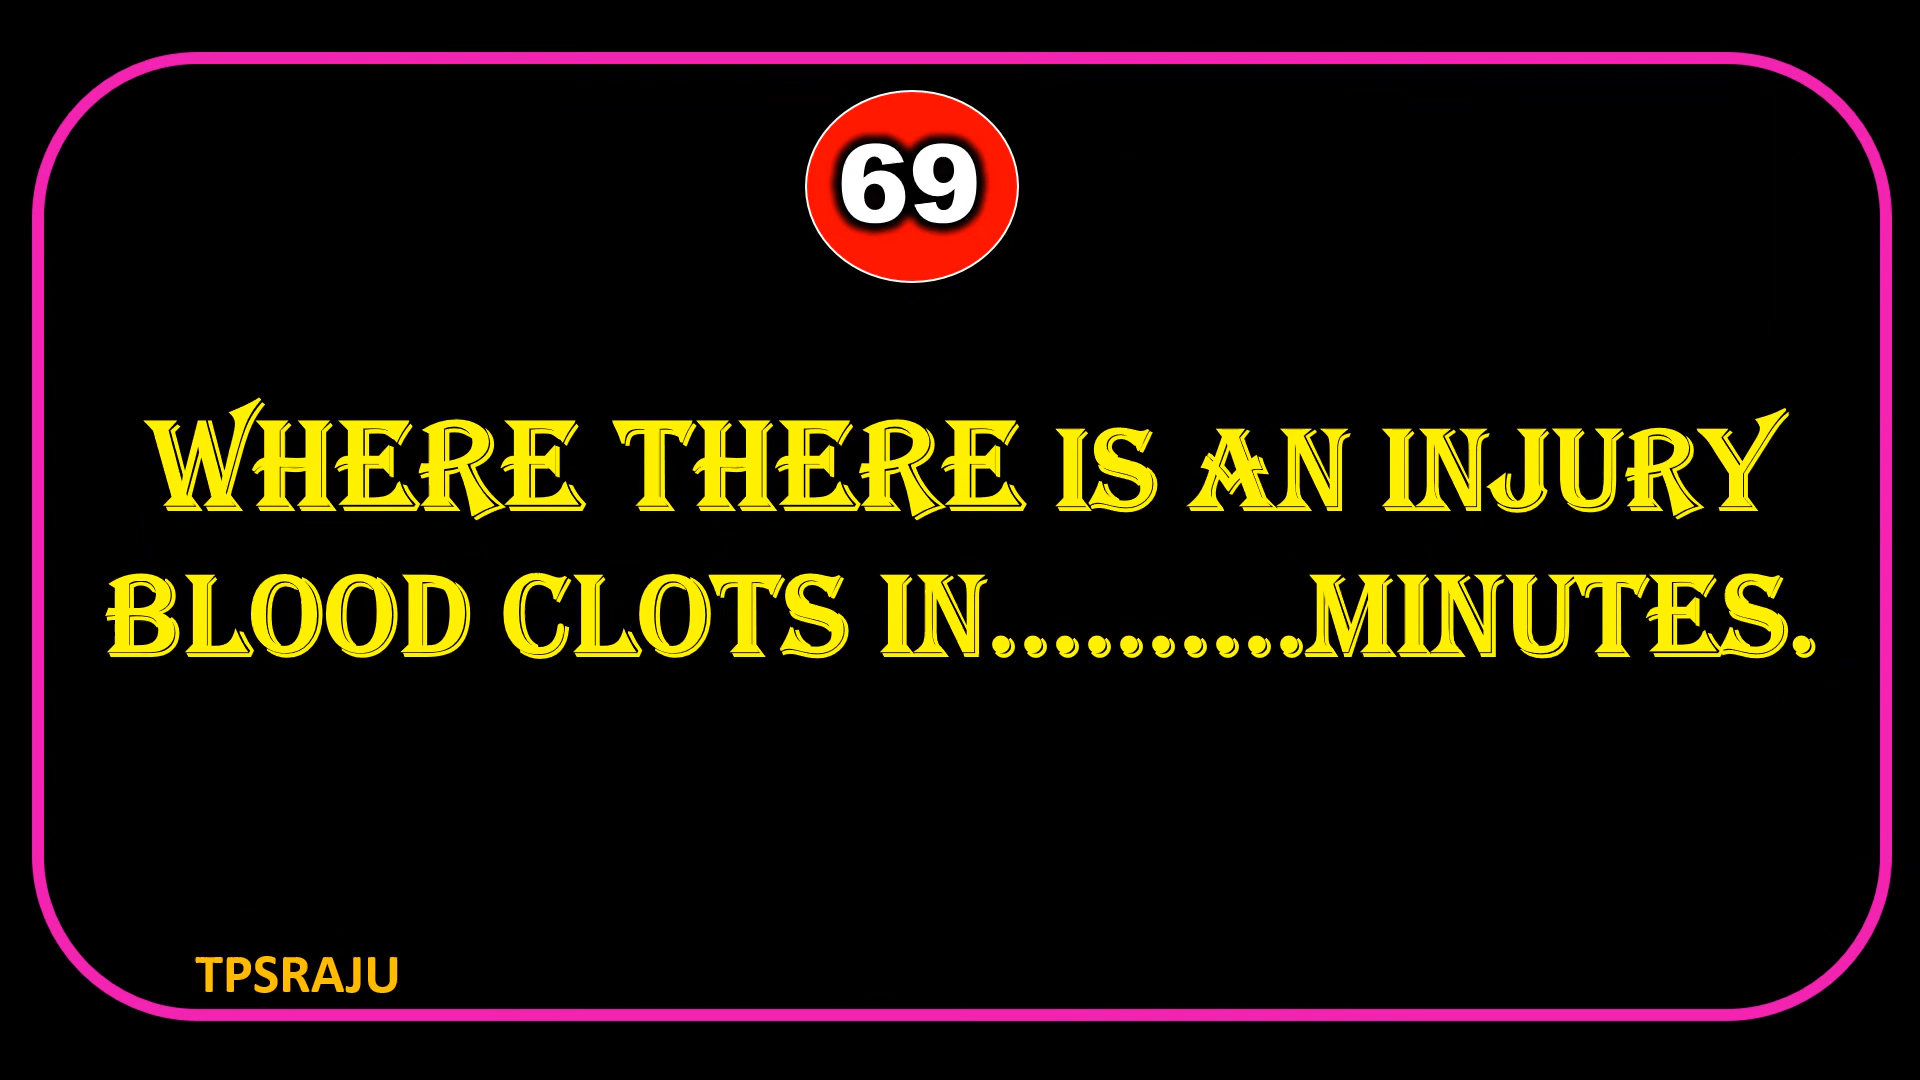 69
WHERE THERE IS AN INJURY
BLOOD CLOTS IN..........MINUTES.
TPSRAJU